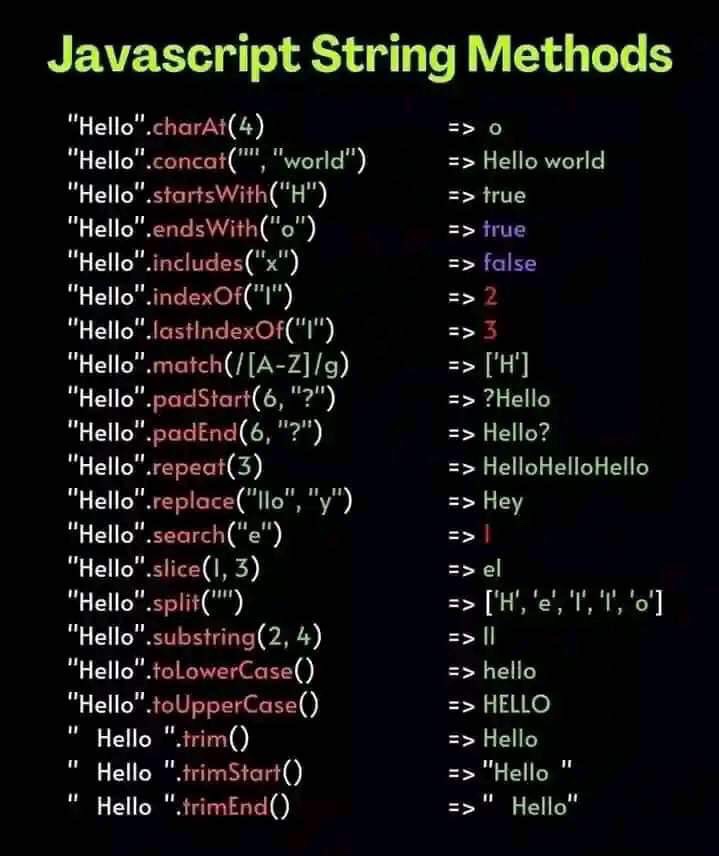 Javascript String Methods
"Hello".charAt(4) => o
"Hello".concat("", "world") => Hello world
"Hello".startsWith("H") => true
"Hello".endsWith("o") => true
"Hello".includes("x") => false
"Hello".indexOf("l") => 2
"Hello".lastIndexOf("l") => 3
"Hello".match(/[A-Z]/g) => ['H']
"Hello".padStart(6, "?") => ?Hello
"Hello".padEnd(6, "?") => Hello?
"Hello".repeat(3) => HelloHelloHello
"Hello".replace("llo", "y") => Hey
"Hello".search("e") => 1
"Hello".slice(1, 3) => el
"Hello".split("") => ['H', 'e', 'l', 'l', 'o']
"Hello".substring(2, 4) => ll
"Hello".toLowerCase() => hello
"Hello".toUpperCase() => HELLO
"  Hello  ".trim() => Hello
"  Hello  ".trimStart() => "Hello  "
"  Hello  ".trimEnd() => "  Hello"